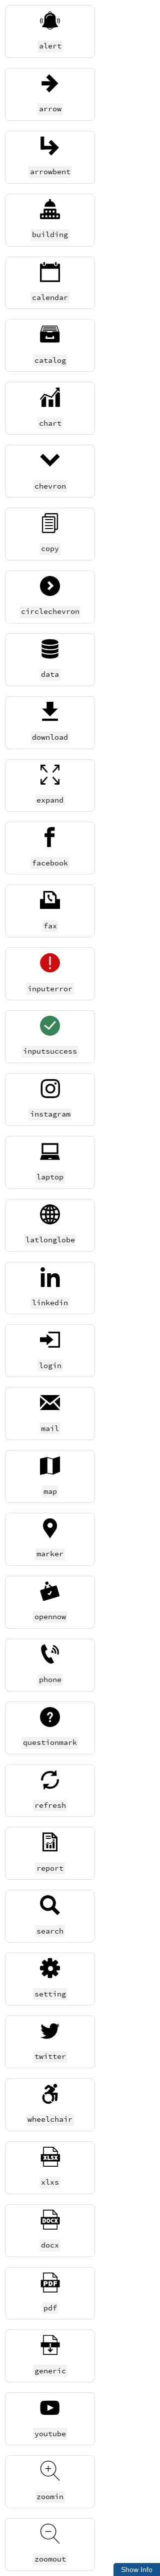 alert
arrow
arrowbent
building
calendar
catalog
chart
chevron
copy
circlechevron
data
download
expand
facebook
fax
inputerror
inputsuccess
instagram
laptop
latlonglobe
linkedin
login
mail
map
marker
opennow
phone
questionmark
refresh
report
search
setting
twitter
wheelchair
XLSX
xlxs
DOCX
docx
PDF
pdf
generic
youtube
zoomin
zoomout
Show Info